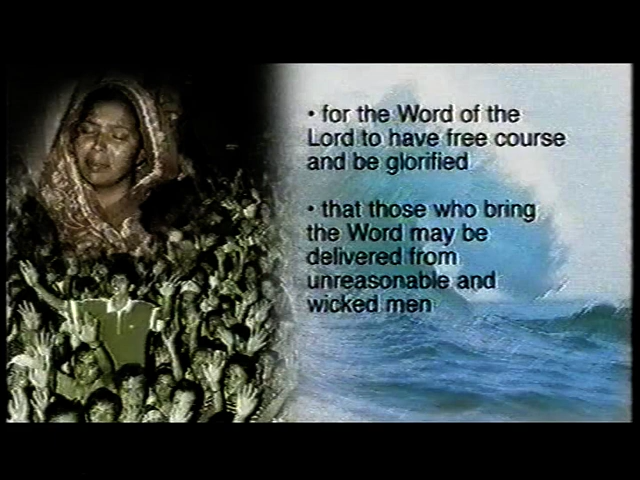 • for the Word of the
Lord to have free course
and be glorified
• that those who bring
the Word may be
delivered from
unreasonable and
wicked men